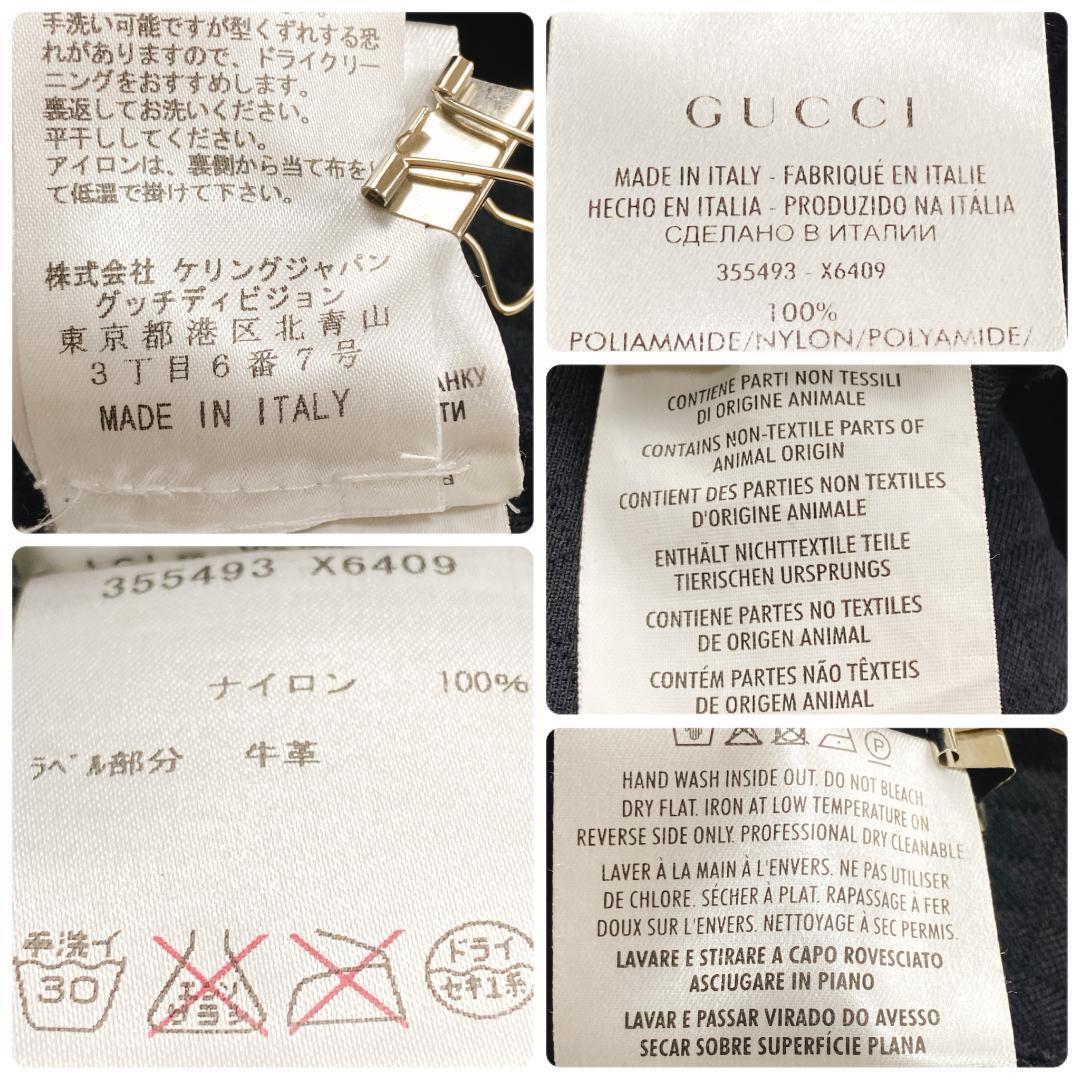 手洗い可能ですが型くずれする恐
れがありますので、ドライクリー
ニングをおすすめします。
裏返してお洗いください。
平干ししてください。
アイロンは、裏側から当て布を
て低温で掛けて下さい。
株式会社 ケリングジャパン
グッチディビジョン
東京都港区北青山
3丁目6番7号
MADE IN ITALY
АНКУ
ТИ
GUCCI
MADE IN ITALY - FABRIQUÉ EN ITALIE
HECHO EN ITALIA - PRODUZIDO NA ITÁLIA
СДЕЛАНО В ИТАЛИИ
355493 - X6409
100%
POLIAMMIDE/NYLON/POLYAMIDE/
CONTIENE PARTI NON TESSILI
DI ORIGINE ANIMALE
CONTAINS NON-TEXTILE PARTS OF
ANIMAL ORIGIN
CONTIENT DES PARTIES NON TEXTILES
D'ORIGINE ANIMALE
ENTHÄLT NICHTTEXTILE TEILE
TIERISCHEN URSPRUNGS
CONTIENE PARTES NO TEXTILES
DE ORIGEN ANIMAL
CONTÉM PARTES NÃO TÊXTEIS
DE ORIGEM ANIMAL
355493 X6409
ナイロン 100%
ラベル部分 牛革
手洗イ
30
エンソ
サラシ
ドライ
セキユ系
P
HAND WASH INSIDE OUT. DO NOT BLEACH.
DRY FLAT. IRON AT LOW TEMPERATURE ON
REVERSE SIDE ONLY. PROFESSIONAL DRY CLEANABLE
LAVER À LA MAIN À L'ENVERS. NE PAS UTILISER
DE CHLORE. SÉCHER À PLAT. RAPASSAGE À FER
DOUX SUR L'ENVERS. NETTOYAGE À SEC PERMIS.
LAVARE E STIRARE A CAPO ROVESCIATO
ASCIUGARE IN PIANO
LAVAR E PASSAR VIRADO DO AVESSO
SECAR SOBRE SUPERFÍCIE PLANA